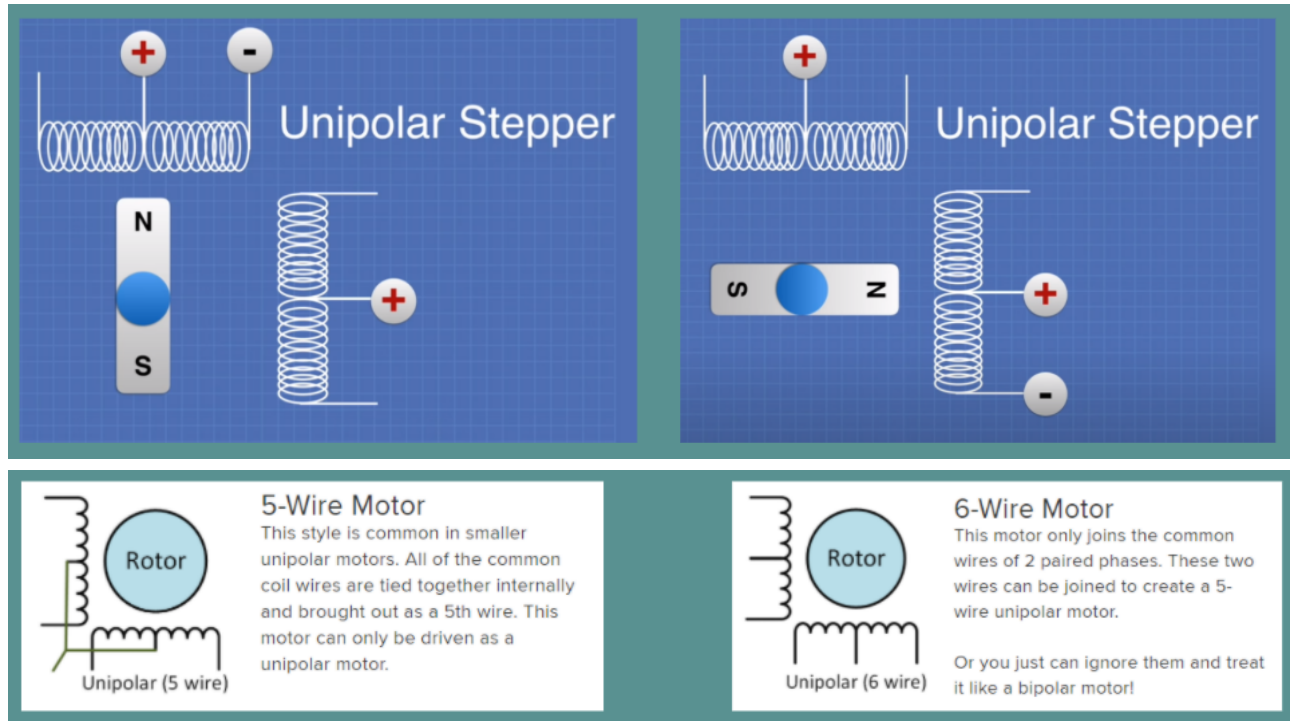 +
-
Unipolar Stepper
N
S
+
+
Unipolar Stepper
S
N
+
-
5-Wire Motor
This style is common in smaller
unipolar motors. All of the common
coil wires are tied together internally
and brought out as a 5th wire. This
motor can only be driven as a
unipolar motor.
Rotor
Unipolar (5 wire)
6-Wire Motor
This motor only joins the common
wires of 2 paired phases. These two
wires can be joined to create a 5-
wire unipolar motor.
Or you just can ignore them and treat
it like a bipolar motor!
Rotor
Unipolar (6 wire)